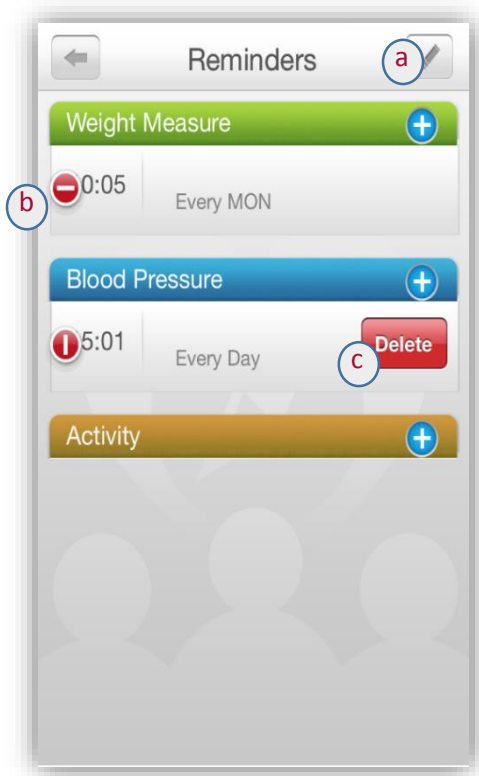 Reminders
a
Weight Measure
b
0:05
Every MON
Blood Pressure
5:01
Every Day
Delete
c
Activity